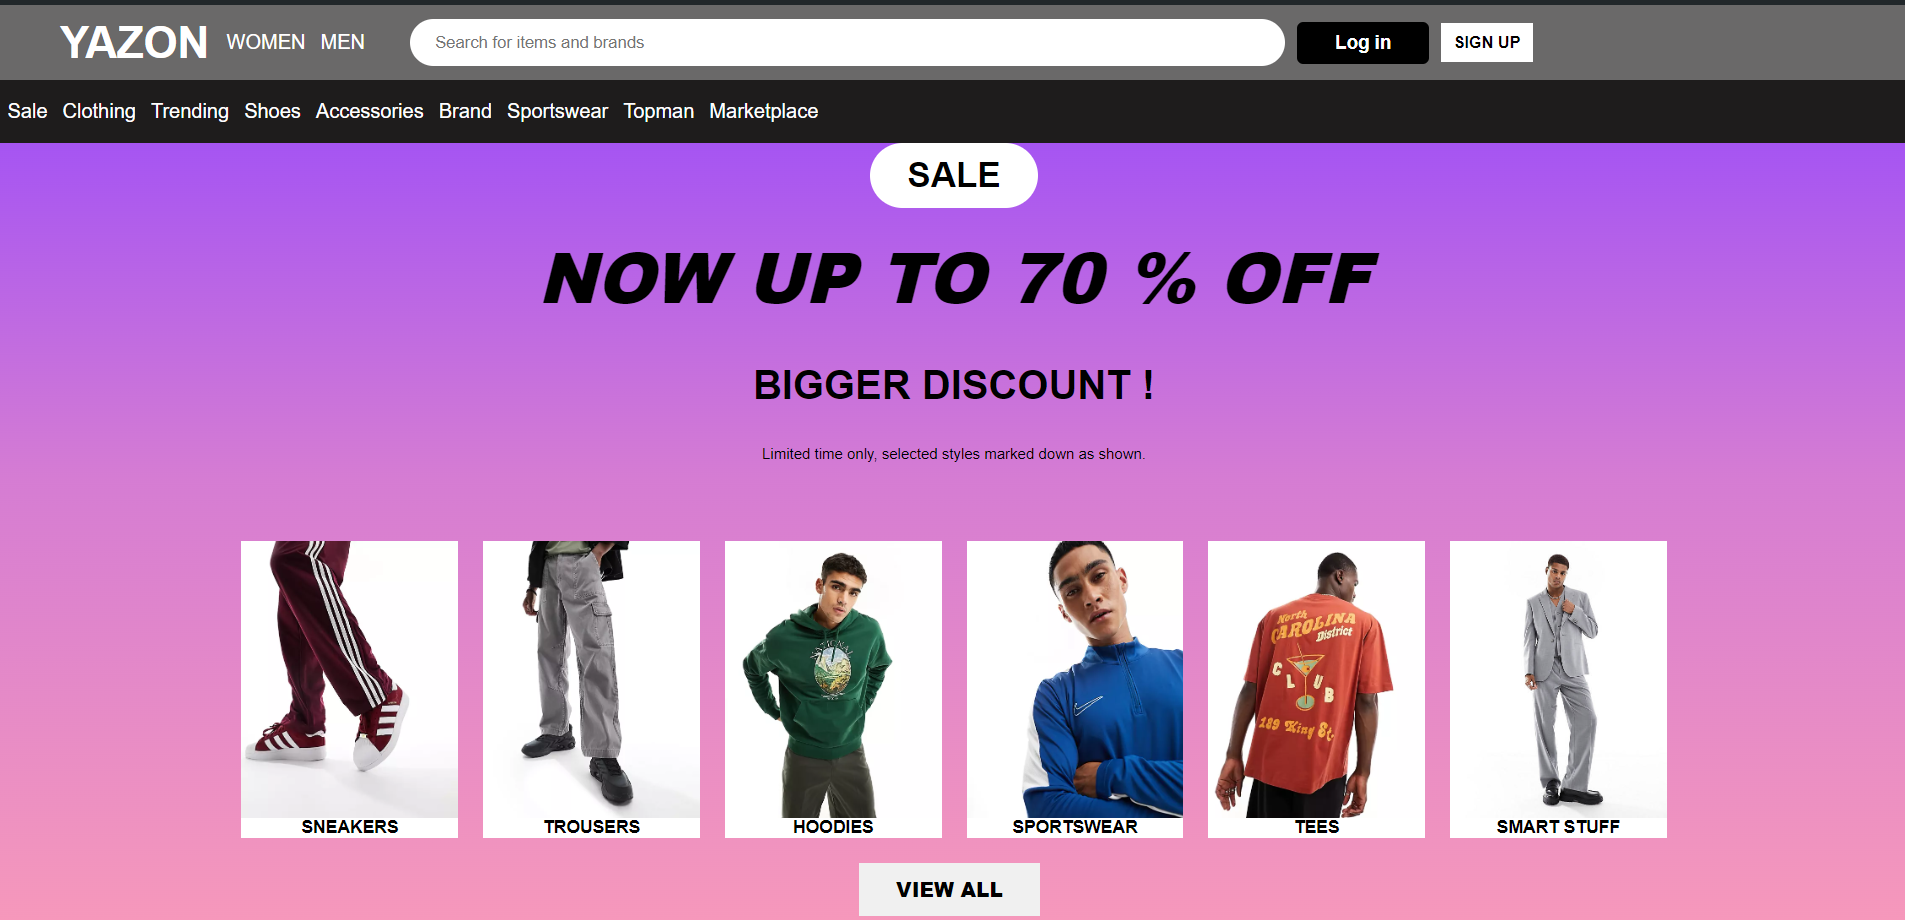 YAZON WOMEN MEN Search for items and brands Log in SIGN UP
Sale Clothing Trending Shoes Accessories Brand Sportswear Topman Marketplace
SALE
NOW UP TO 70 % OFF
BIGGER DISCOUNT !
Limited time only, selected styles marked down as shown.
NATIONAL
North
CAROLINA
District
CLUB
189 King St.
SNEAKERS TROUSERS HOODIES SPORTSWEAR TEES SMART STUFF
VIEW ALL